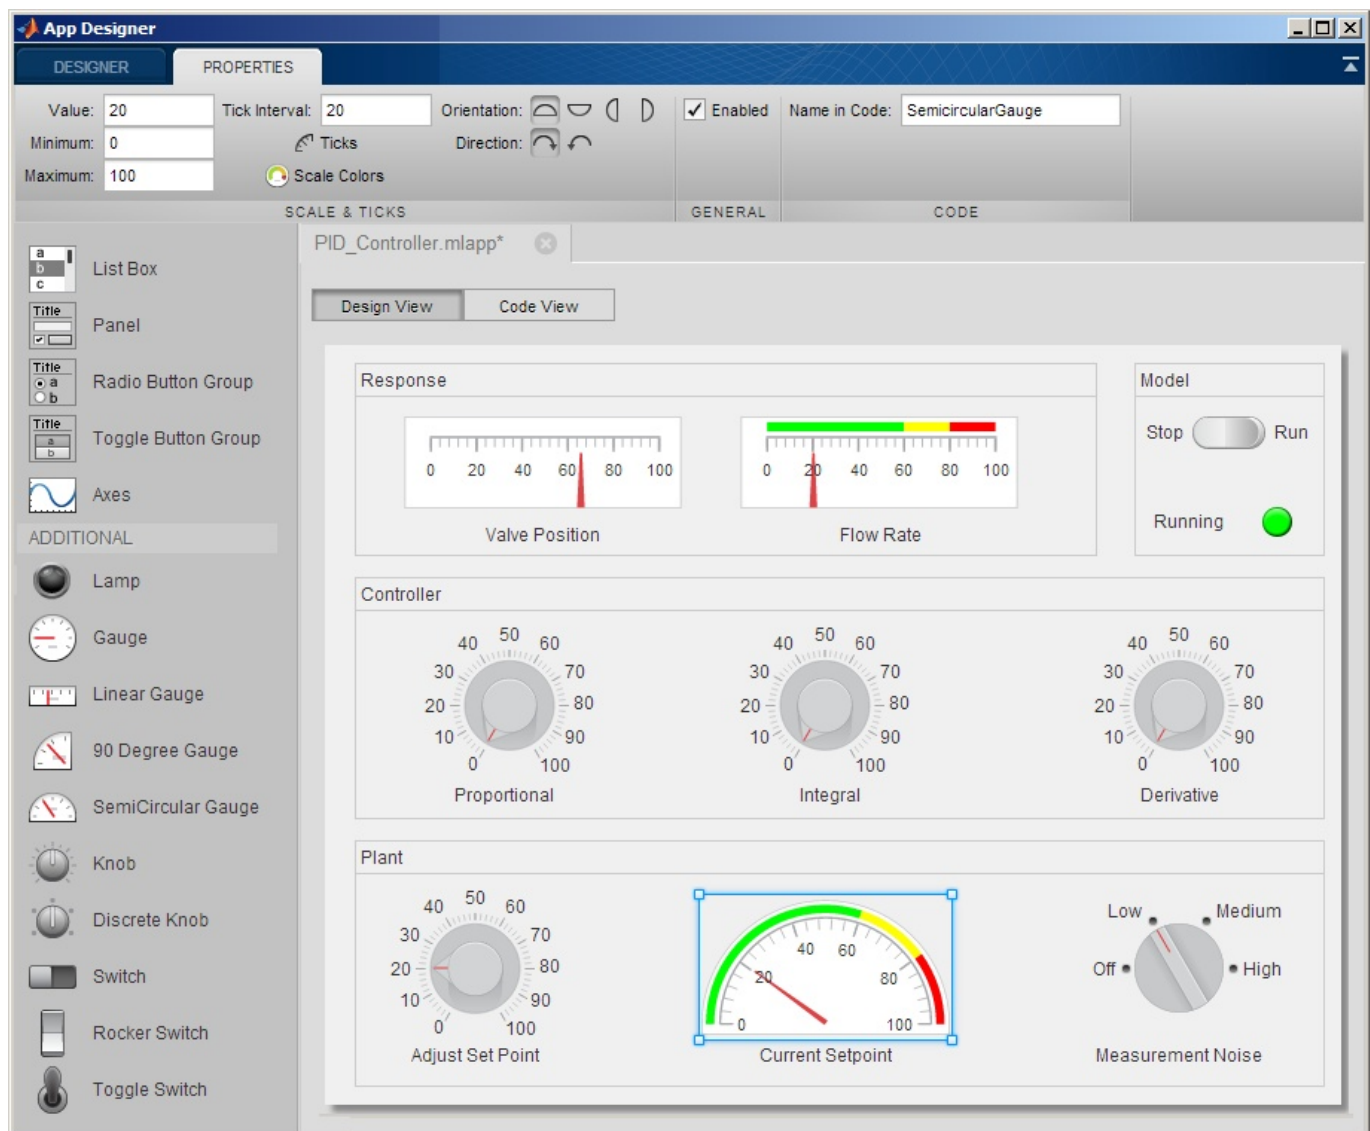 App Designer
DESIGNER PROPERTIES
Value: 20 Tick Interval: 20 Orientation: Enabled Name in Code: SemicircularGauge
Minimum: 0 Ticks Direction:
Maximum: 100 Scale Colors
SCALE & TICKS GENERAL CODE
PID_Controller.mlapp*
Design View Code View
a
b
c
List Box
Title
Panel
Title
a
b
Radio Button Group
Title
a
b
Toggle Button Group
Axes
ADDITIONAL
Lamp
Gauge
Linear Gauge
90 Degree Gauge
SemiCircular Gauge
Knob
Discrete Knob
Switch
Rocker Switch
Toggle Switch
Response
0 20 40 60 80 100
Valve Position
0 20 40 60 80 100
Flow Rate
Model
Stop Run
Running
Controller
0 10 20 30 40 50 60 70 80 90 100
Proportional
0 10 20 30 40 50 60 70 80 90 100
Integral
0 10 20 30 40 50 60 70 80 90 100
Derivative
Plant
0 10 20 30 40 50 60 70 80 90 100
Adjust Set Point
0 20 40 60 80 100
Current Setpoint
Low Medium
Off High
Measurement Noise